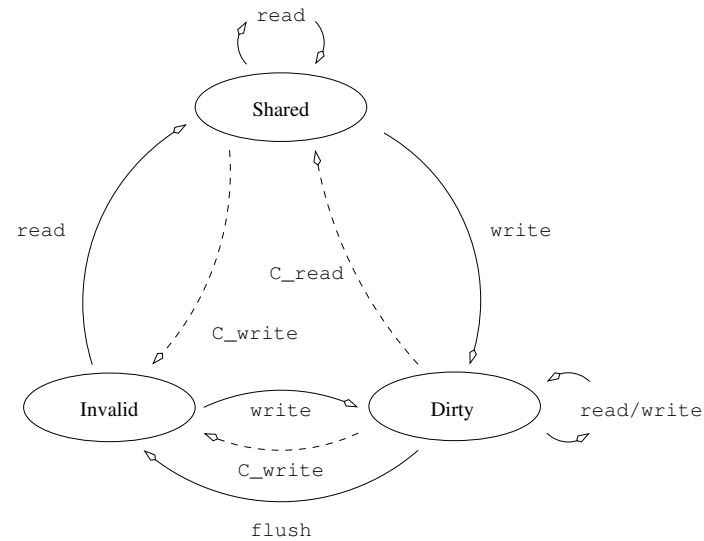 read
Shared
read
write
C_read
C_write
Invalid
write
Dirty
read/write
C_write
flush